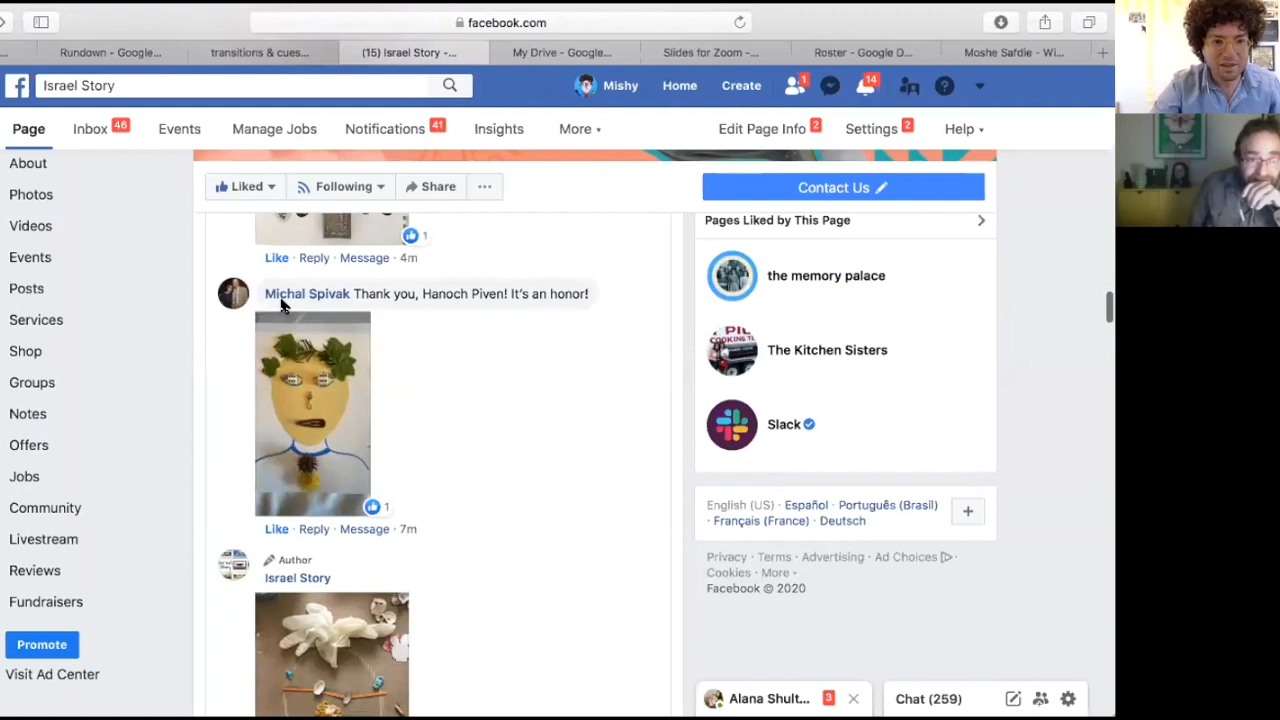 facebook.com
Rundown - Google...
transitions & cues...
(15) Israel Story -...
My Drive - Google...
Slides for Zoom -...
Roster - Google D...
Moshe Safdie - Wi...
Israel Story
Mishy
Home
Create
1
14
Page
Inbox 46
Events
Manage Jobs
Notifications 41
Insights
More
Edit Page Info 2
Settings 2
Help
About
Photos
Videos
Events
Posts
Services
Shop
Groups
Notes
Offers
Jobs
Community
Livestream
Reviews
Fundraisers
Promote
Visit Ad Center
Liked
Following
Share
Contact Us
1
Like · Reply · Message · 4m
Michal Spivak Thank you, Hanoch Piven! It's an honor!
1
Like · Reply · Message · 7m
Author
Israel Story
Pages Liked by This Page
the memory palace
The Kitchen Sisters
Slack
English (US) · Español · Português (Brasil)
· Français (France) · Deutsch
Privacy · Terms · Advertising · Ad Choices ·
Cookies · More
Facebook © 2020
Alana Shult... 3
Chat (259)